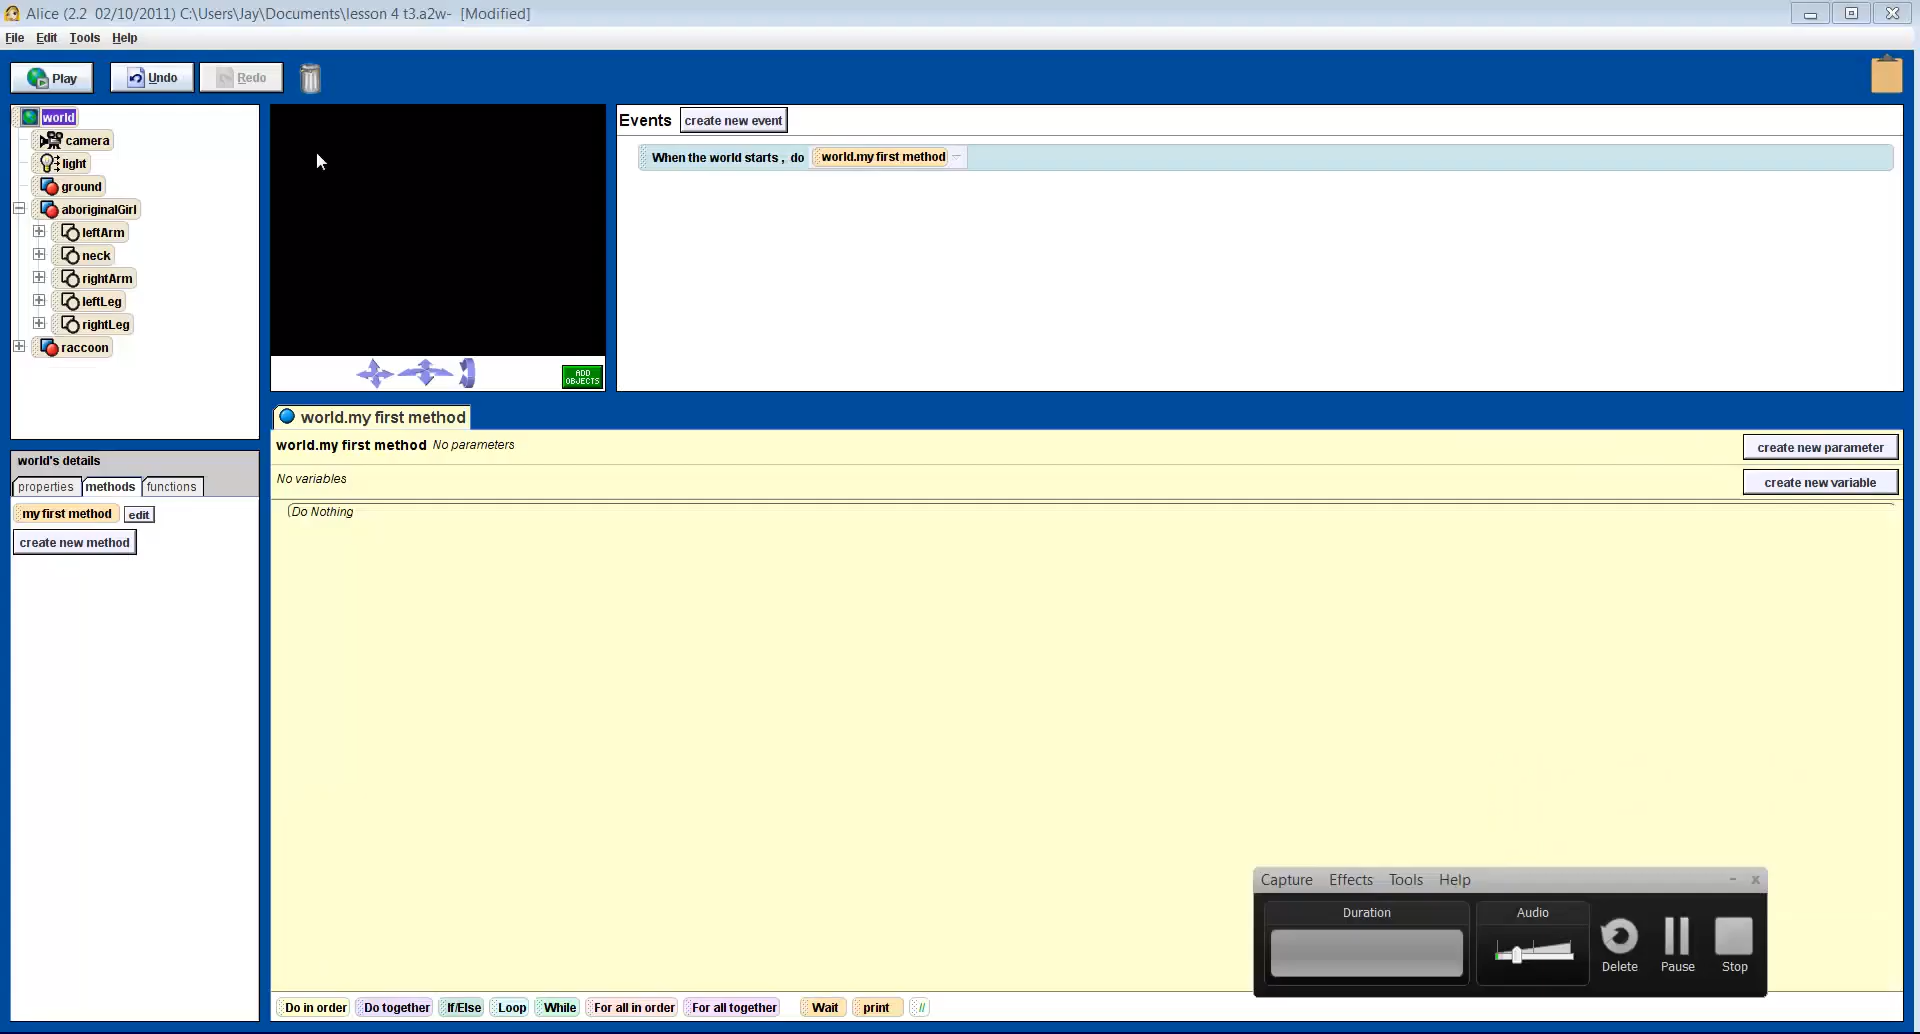 Alice (2.2 02/10/2011) C:\Users\Jay\Documents\lesson 4 t3.a2w- [Modified]
File Edit Tools Help
Play Undo Redo
world
camera
light
ground
aboriginalGirl
leftArm
neck
rightArm
leftLeg
rightLeg
raccoon
ADD OBJECTS
Events create new event
When the world starts , do world.my first method
world's details
properties methods functions
my first method edit
create new method
world.my first method
world.my first method No parameters create new parameter
No variables create new variable
(Do Nothing
Capture Effects Tools Help
Duration Audio
Delete Pause Stop
Do in order Do together If/Else Loop While For all in order For all together Wait print //